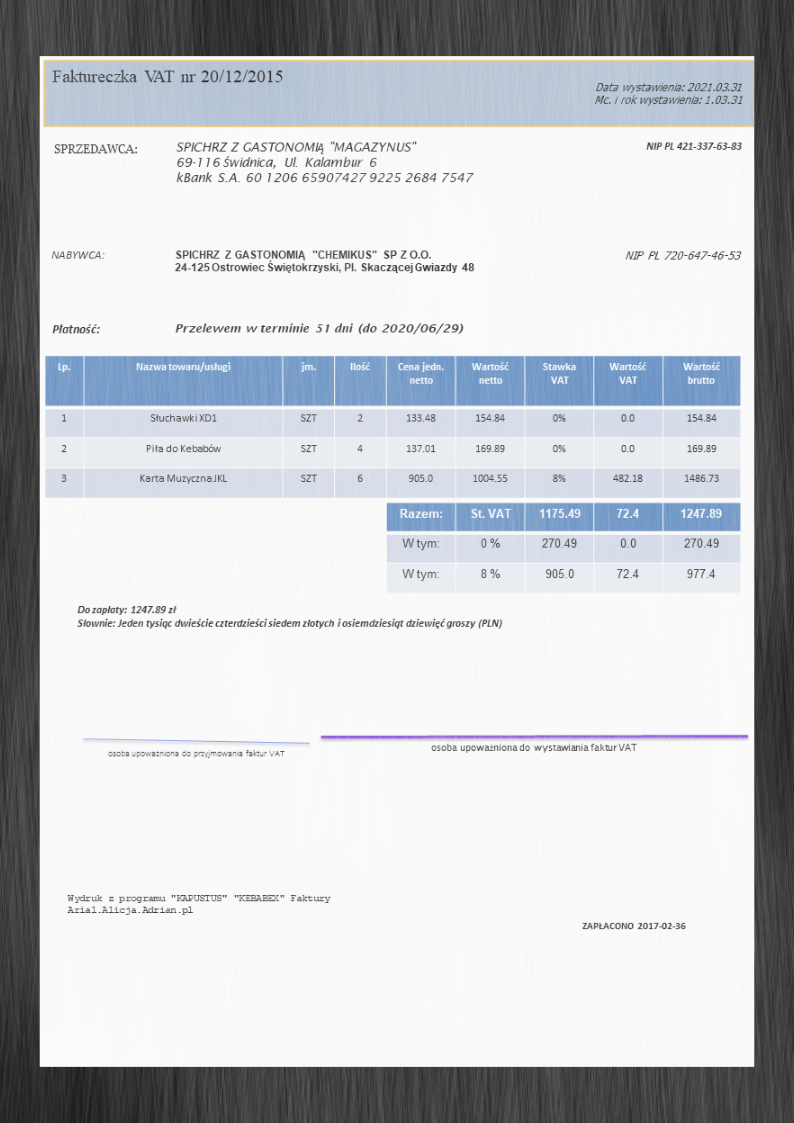 Faktureczka VAT nr 20/12/2015
Data wystawienia: 2021.03.31
Mc. i rok wystawienia: 1.03.31
SPRZEDAWCA:
SPICHRZ Z GASTONOMIĄ "MAGAZYNUS"
69-116 Świdnica, Ul. Kalambur 6
kBank S.A. 60 1206 65907427 9225 2684 7547
NIP PL 421-337-63-83
NABYWCA:
SPICHRZ Z GASTONOMIĄ "CHEMIKUS" SP Z O.O.
24-125 Ostrowiec Świętokrzyski, Pl. Skaczącej Gwiazdy 48
NIP PL 720-647-46-53
Płatność: Przelewem w terminie 51 dni (do 2020/06/29)
Lp. Nazwa towaru/usługi jm. Ilość Cena jedn. netto Wartość netto Stawka VAT Wartość VAT Wartość brutto
1 Słuchawki XD1 SZT 2 133.48 154.84 0% 0.0 154.84
2 Piła do Kebabów SZT 4 137.01 169.89 0% 0.0 169.89
3 Karta Muzyczna JKL SZT 6 905.0 1004.55 8% 482.18 1486.73
Razem: St. VAT 1175.49 72.4 1247.89
W tym: 0 % 270.49 0.0 270.49
W tym: 8 % 905.0 72.4 977.4
Do zapłaty: 1247.89 zł
Słownie: Jeden tysiąc dwieście czterdzieści siedem złotych i osiemdziesiąt dziewięć groszy (PLN)
osoba upoważniona do przyjmowania faktur VAT
osoba upoważniona do wystawiania faktur VAT
Wydruk z programu "KAPUSTUS" "KEBABEX" Faktury
Arial.Alicja.Adrian.pl
ZAPŁACONO 2017-02-36